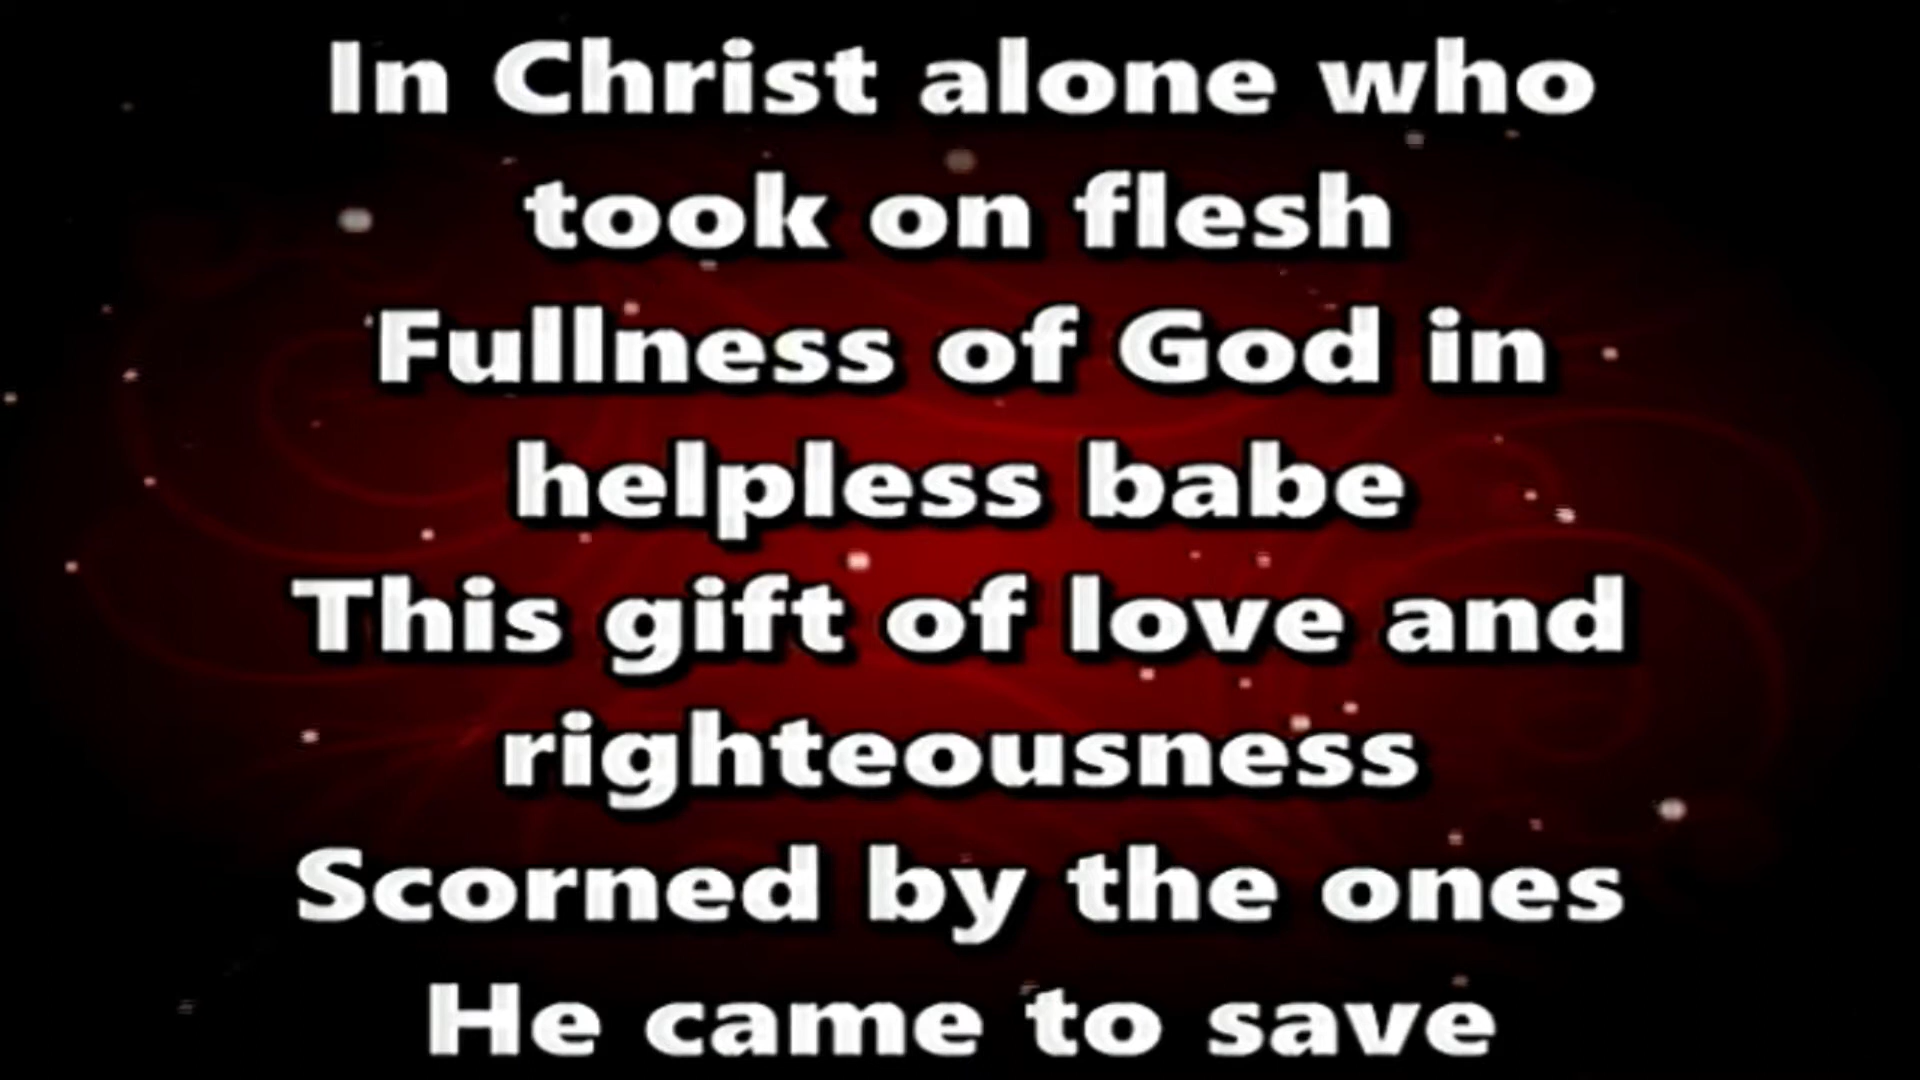 In Christ alone who
took on flesh
Fullness of God in
helpless babe
This gift of love and
righteousness
Scorned by the ones
He came to save